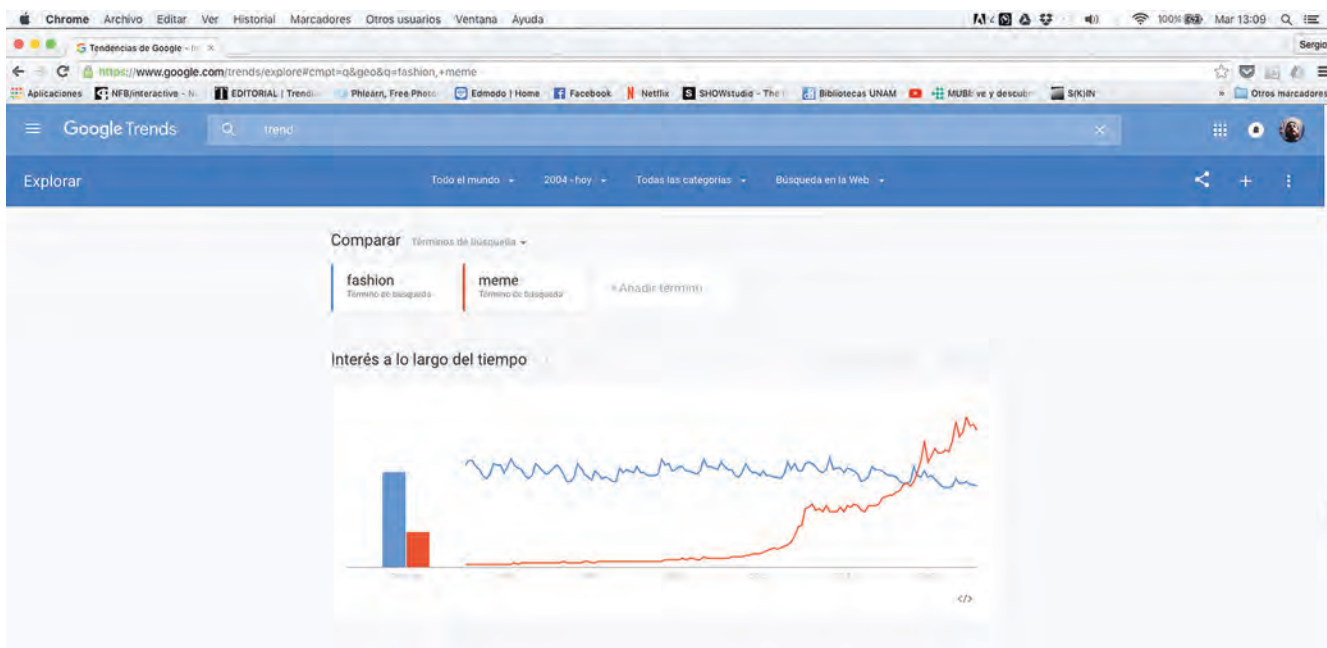 Chrome Archivo Editar Ver Historial Marcadores Otros usuarios Ventana Ayuda 100% Mar 13:09
Tendencias de Google - Sergio
https://www.google.com/trends/explore#cmpt=q&geo&q=fashion,+meme
Aplicaciones NFB/interactive - N EDITORIAL | Trendi Phlearn, Free Photo Edmodo | Home Facebook Netflix SHOWstudio - The Bibliotecas UNAM MUBI: ve y descubr S(K)IN » Otros marcadores
Google Trends trend
Explorar Todo el mundo 2004 - hoy Todas las categorías Búsqueda en la Web
Comparar Términos de búsqueda
fashion meme + Añadir término
Término de búsqueda Término de búsqueda
Interés a lo largo del tiempo
</>